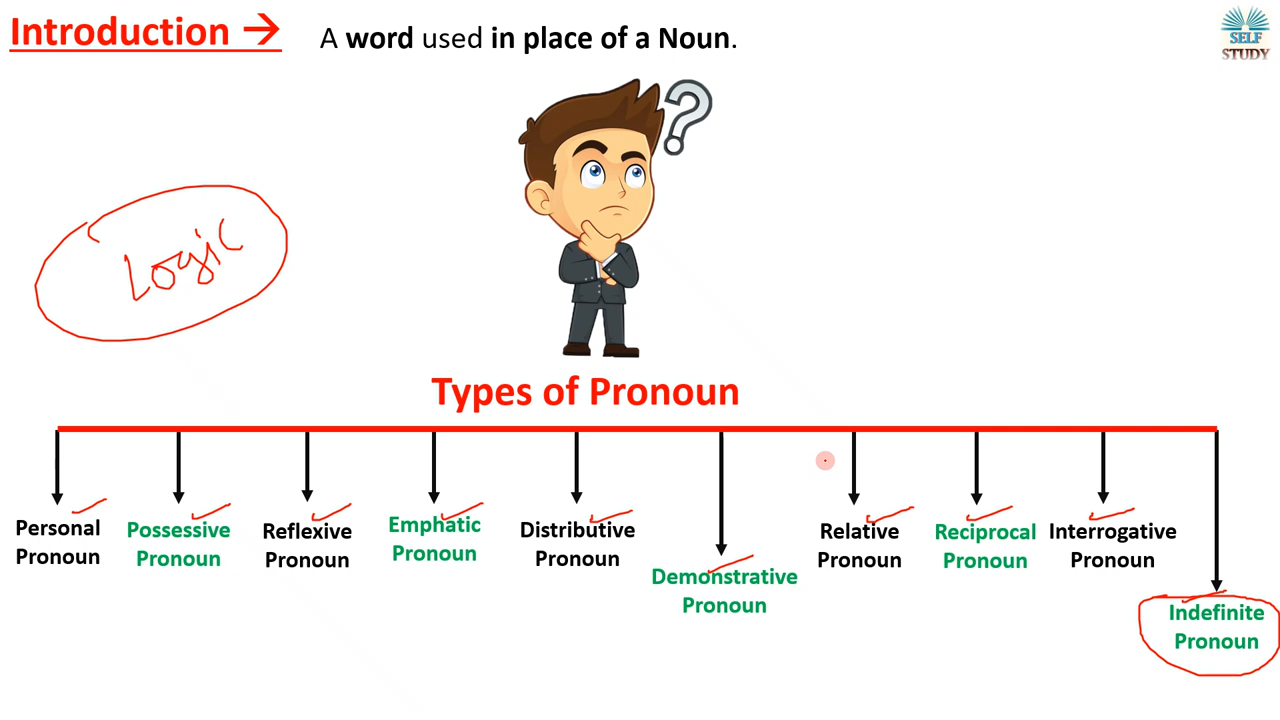 Introduction →
A word used in place of a Noun.
SELF
STUDY
?
Logic
Types of Pronoun
Personal
Pronoun
Possessive
Pronoun
Reflexive
Pronoun
Emphatic
Pronoun
Distributive
Pronoun
Demonstrative
Pronoun
Relative
Pronoun
Reciprocal
Pronoun
Interrogative
Pronoun
Indefinite
Pronoun